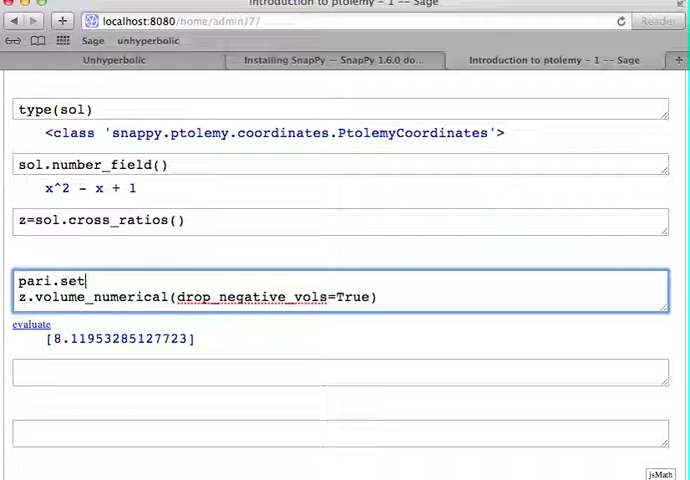 Introduction to ptolemy - 1 -- Sage
localhost:8080/home/admin/7/
Reader
Sage unhyperbolic
Unhyperbolic
Installing SnapPy — SnapPy 1.6.0 do...
Introduction to ptolemy - 1 -- Sage
type(sol)
<class 'snappy.ptolemy.coordinates.PtolemyCoordinates'>
sol.number_field()
x^2 - x + 1
z=sol.cross_ratios()
pari.set
z.volume_numerical(drop_negative_vols=True)
evaluate
[8.11953285127723]
jsMath